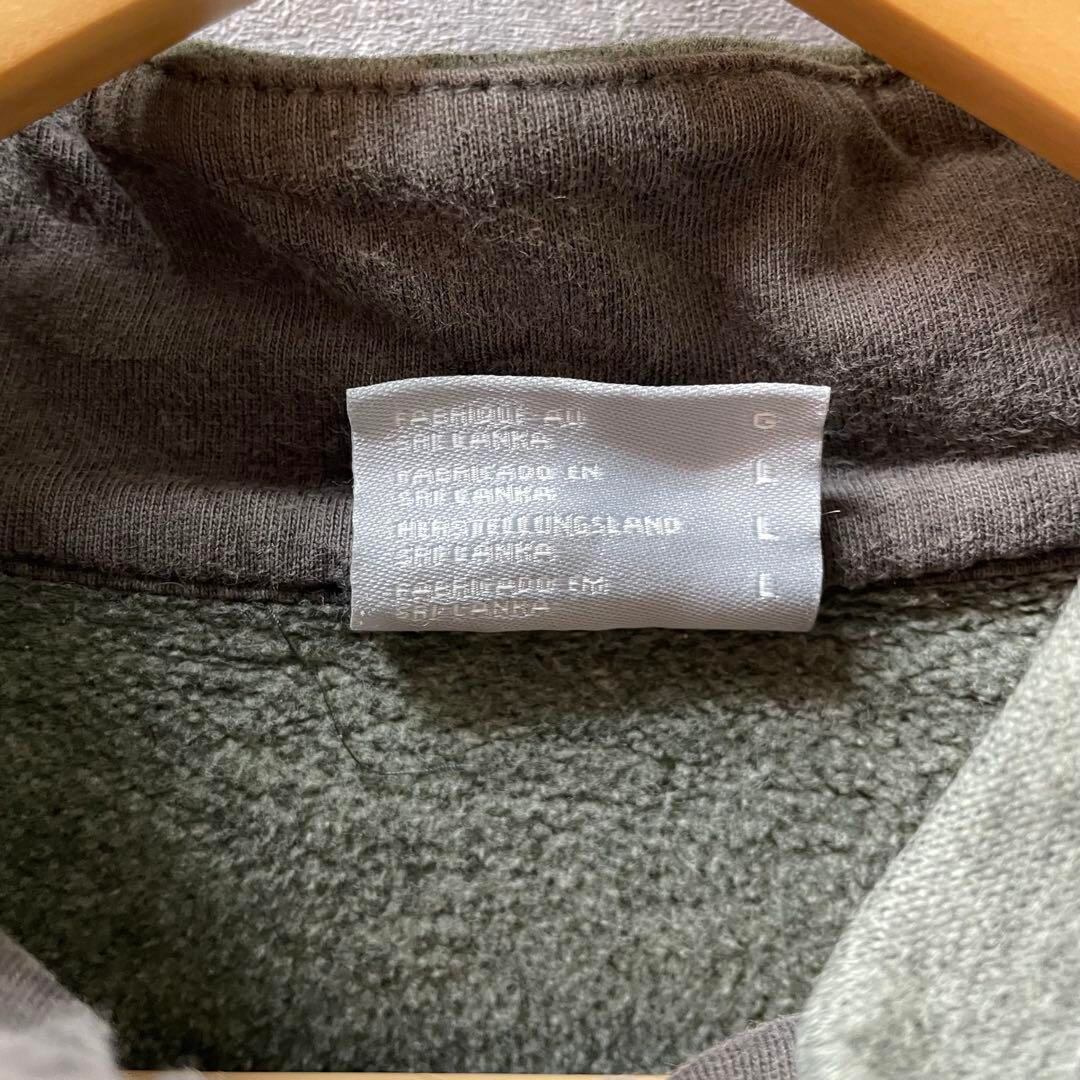 FABRIQUE AU G
SRI LANKA
FABRICADO EN L
SRI LANKA
HERSTELLUNGSLAND L
SRI LANKA
FABRICADO EM: L
SRI LANKA